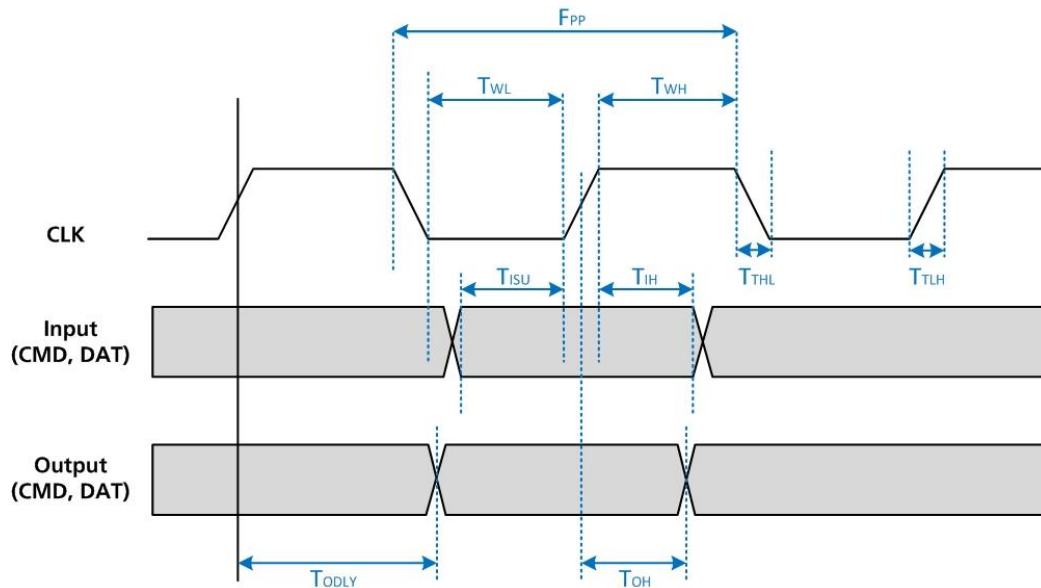 FPP
TWL
TWH
CLK
TTHL
TTLH
TISU
TIH
Input
(CMD, DAT)
Output
(CMD, DAT)
TODLY
TOH